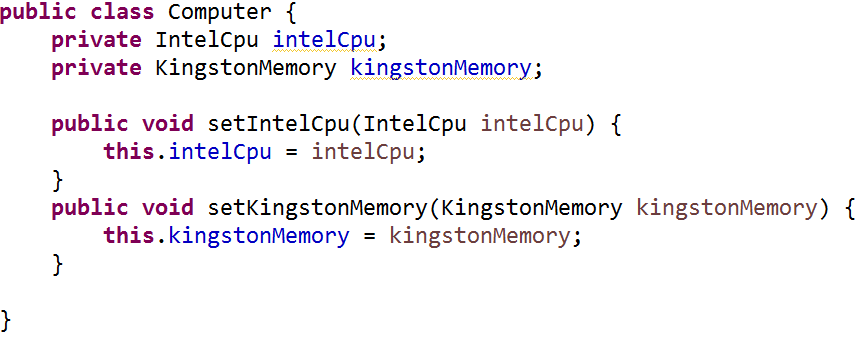 public class Computer {
    private IntelCpu intelCpu;
    private KingstonMemory kingstonMemory;

    public void setIntelCpu(IntelCpu intelCpu) {
        this.intelCpu = intelCpu;
    }
    public void setKingstonMemory(KingstonMemory kingstonMemory) {
        this.kingstonMemory = kingstonMemory;
    }

}